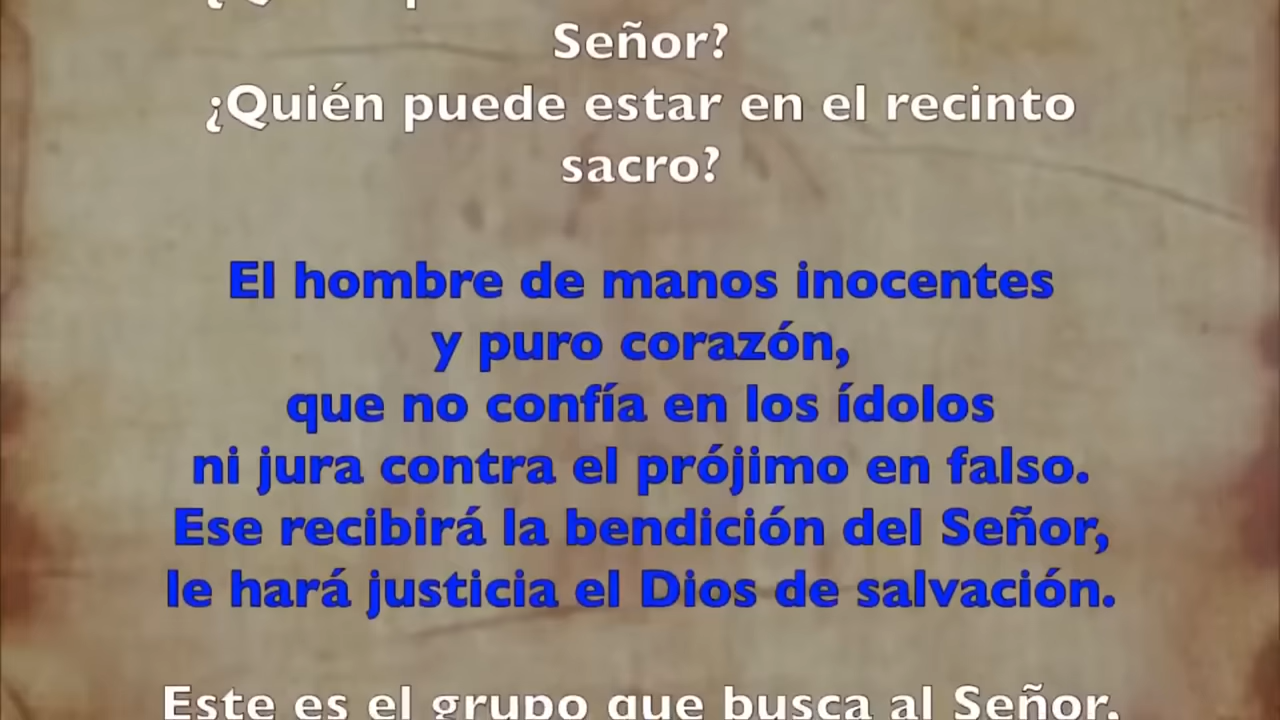 Señor?
¿Quién puede estar en el recinto
sacro?
El hombre de manos inocentes
y puro corazón,
que no confía en los ídolos
ni jura contra el prójimo en falso.
Ese recibirá la bendición del Señor,
le hará justicia el Dios de salvación.
Este es el grupo que busca al Señor,